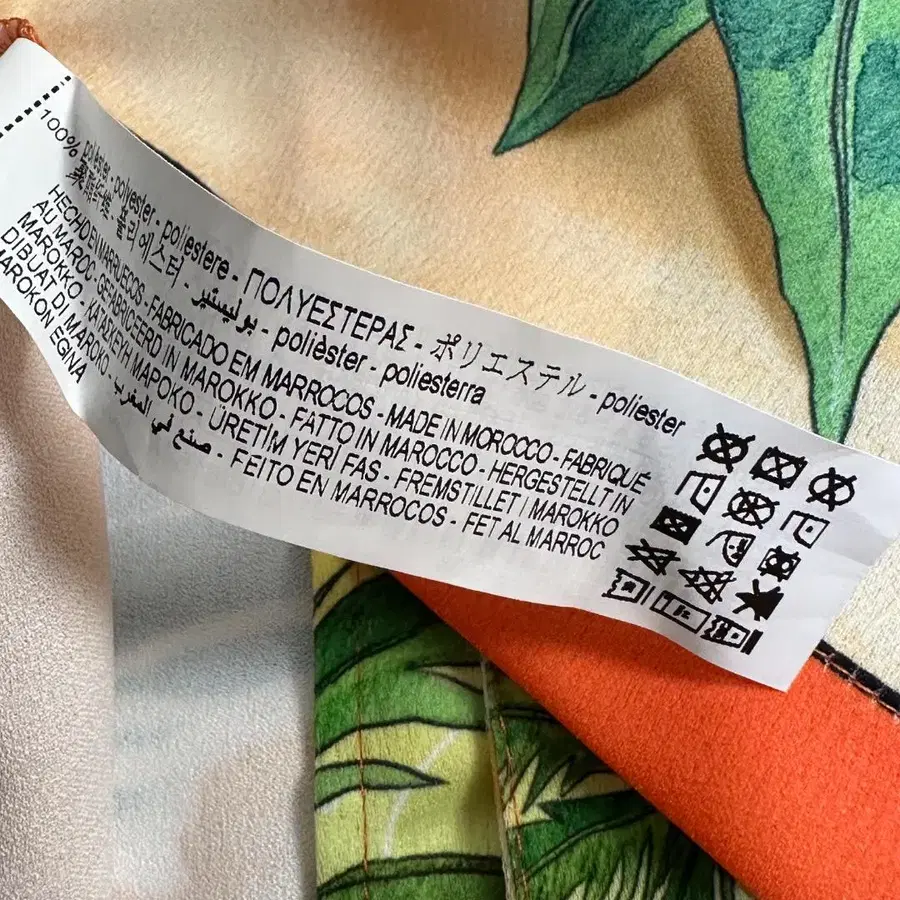 100% polièster - polyester - poliestere - ΠΟΛΥΕΣΤΕΡΑΣ - ポリエステル - poliester
폴리에스터 - بوليستير - poliéster - poliesterra
HECHO EN MARRUECOS - FABRICADO EM MARROCOS - MADE IN MOROCCO - FABRIQUÉ
AU MAROC - GEFABRICEERD IN MAROKKO - FATTO IN MAROCCO - HERGESTELLT IN
MAROKKO - ΚΑΤΑΣΚΕΥΗ ΜΑΡΟΚΟ - ÜRETİM YERİ FAS - FREMSTILLET I MAROKKO
DIBUAT DI MAROKO - صنع في المغرب - FEITO EN MARROCOS - FET AL MARROC
MAROKON EGINA